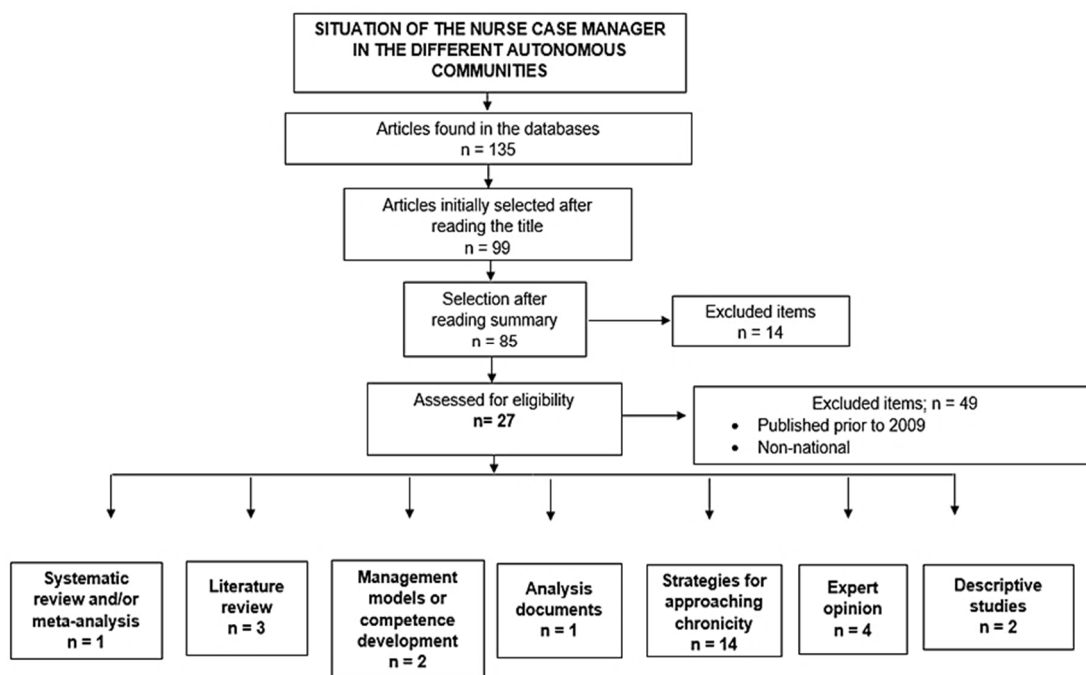 SITUATION OF THE NURSE CASE MANAGER
IN THE DIFFERENT AUTONOMOUS
COMMUNITIES
Articles found in the databases
n = 135
Articles initially selected after
reading the title
n = 99
Selection after
reading summary
n = 85
Excluded items
n = 14
Assessed for eligibility
n= 27
Excluded items; n = 49
• Published prior to 2009
• Non-national
Systematic
review and/or
meta-analysis
n = 1
Literature
review
n = 3
Management
models or
competence
development
n = 2
Analysis
documents
n = 1
Strategies for
approaching
chronicity
n = 14
Expert
opinion
n = 4
Descriptive
studies
n = 2